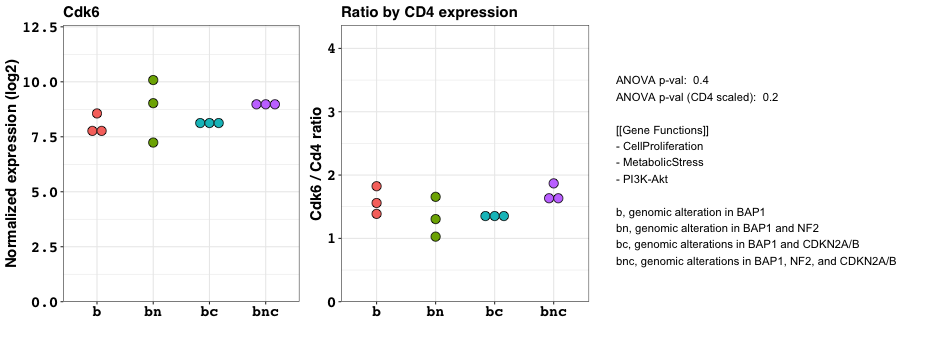 Cdk6
Normalized expression (log2)
12.5
10.0
7.5
5.0
2.5
0.0
b bn bc bnc
Ratio by CD4 expression
Cdk6 / Cd4 ratio
4
3
2
1
0
b bn bc bnc
ANOVA p-val: 0.4
ANOVA p-val (CD4 scaled): 0.2
[[Gene Functions]]
- CellProliferation
- MetabolicStress
- PI3K-Akt
b, genomic alteration in BAP1
bn, genomic alteration in BAP1 and NF2
bc, genomic alterations in BAP1 and CDKN2A/B
bnc, genomic alterations in BAP1, NF2, and CDKN2A/B